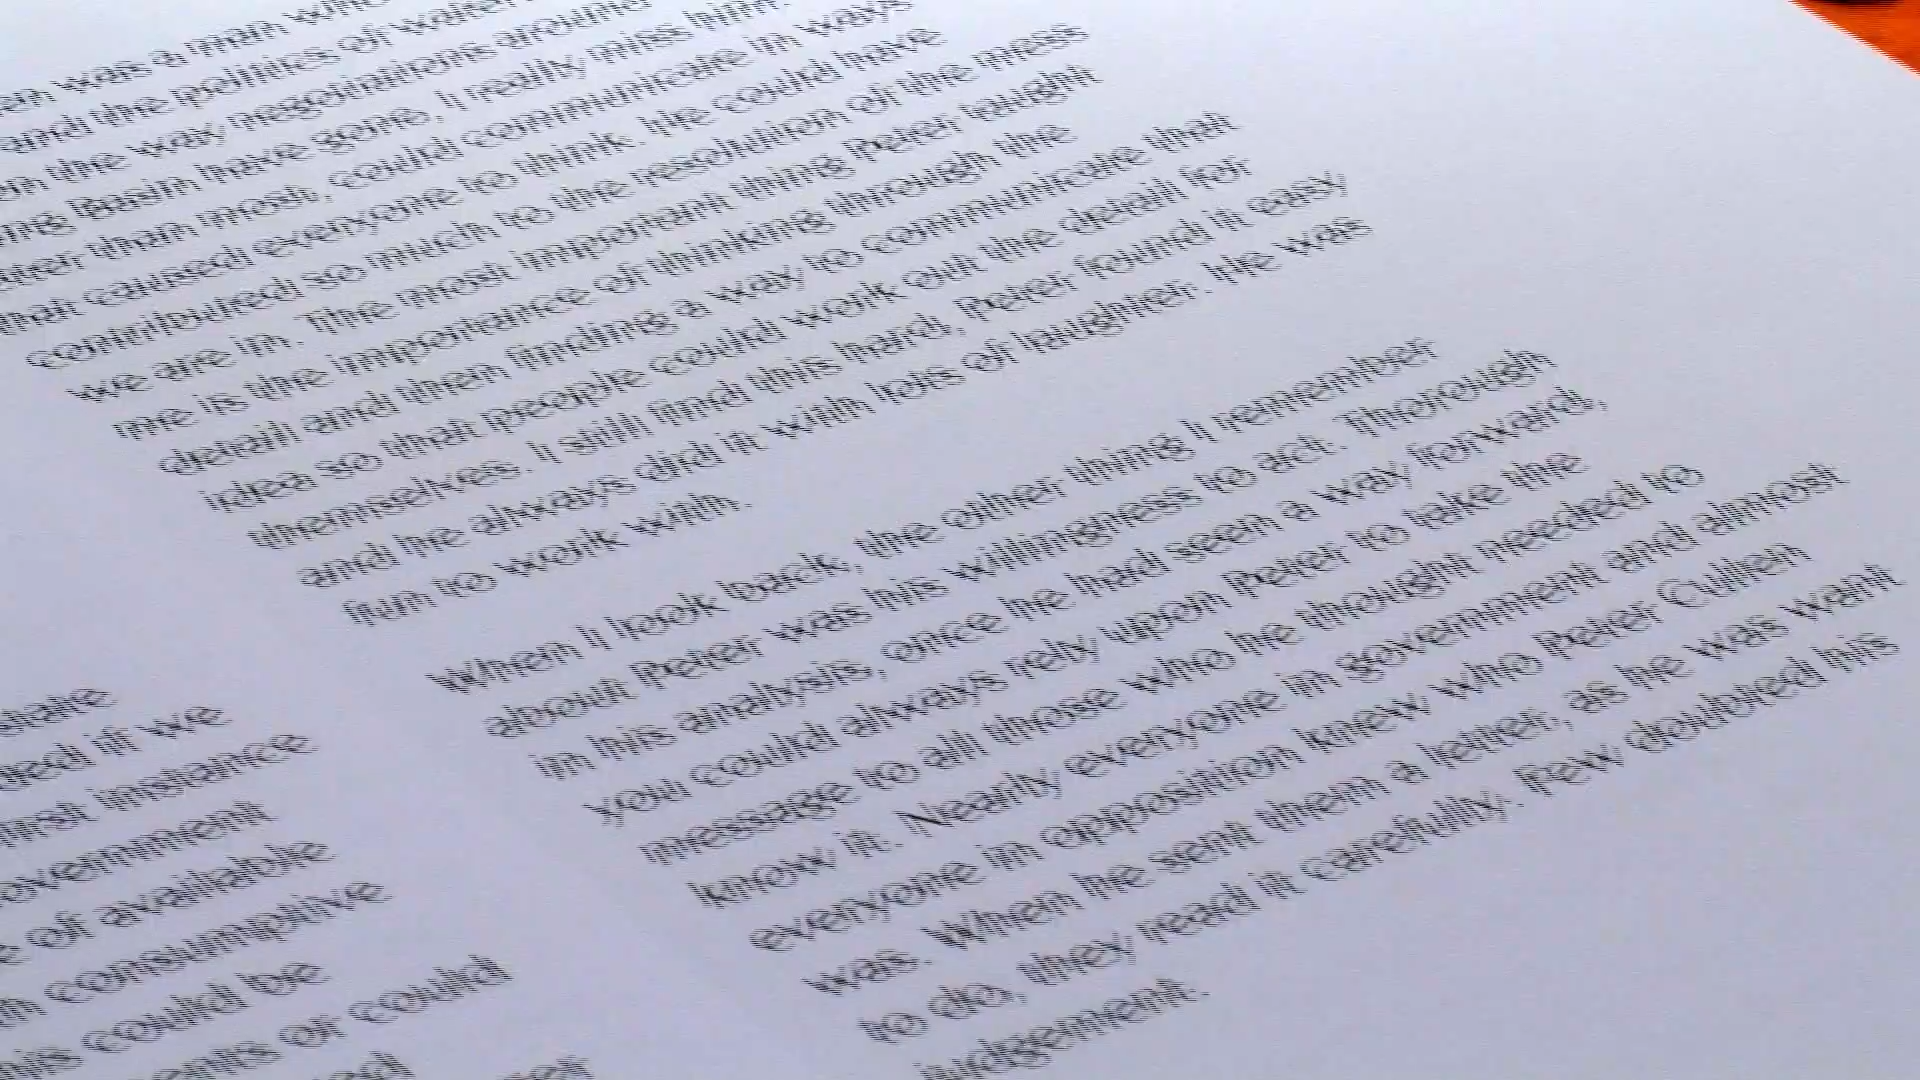 state
if we
first instance
of available
consumptive
could be
of could
was a man who
and the politics of water
the way negotiations around
Basin have gone, I really miss him.
than most, could communicate in ways
that caused everyone to think. He could have
contributed so much to the resolution of the mess
we are in. The most important thing Peter taught
me is the importance of thinking through the
detail and then finding a way to communicate that
idea so that people could work out the detail for
themselves. I still find this hard, Peter found it easy
and he always did it with lots of laughter. He was
fun to work with.
When I look back, the other thing I remember
about Peter was his willingness to act. Thorough
in his analysis, once he had seen a way forward,
you could always rely upon Peter to take the
message to all those who he thought needed to
know it. Nearly everyone in government and almost
everyone in opposition knew who Peter Cullen
was. When he sent them a letter, as he was want
to do, they read it carefully. Few doubted his
judgement.